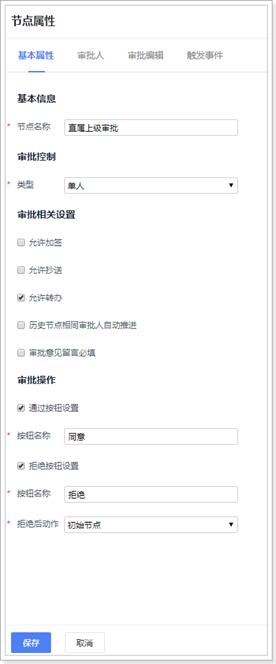 节点属性
基本属性 审批人 审批编辑 触发事件
基本信息
* 节点名称 直属上级审批
审批控制
* 类型 单人
审批相关设置
允许加签
允许抄送
允许转办
历史节点相同审批人自动推进
审批意见留言必填
审批操作
通过按钮设置
* 按钮名称 同意
拒绝按钮设置
* 按钮名称 拒绝
* 拒绝后动作 初始节点
保存 取消